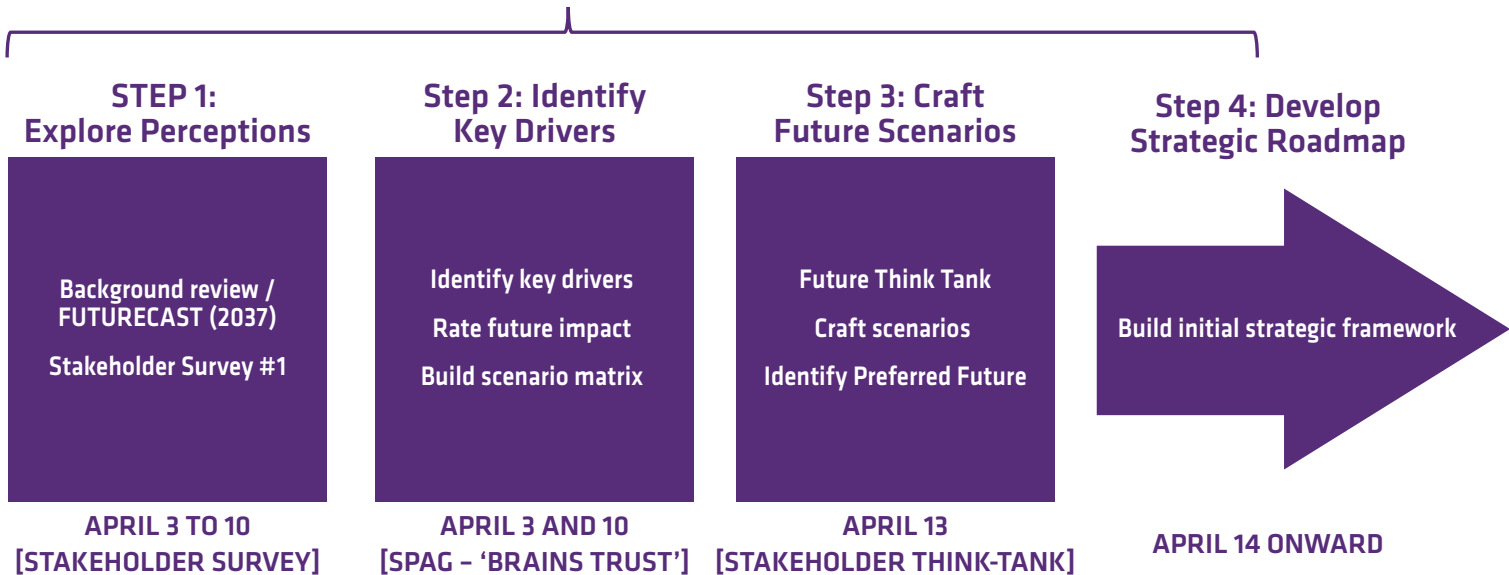 STEP 1:
Explore Perceptions
Background review /
FUTURECAST (2037)
Stakeholder Survey #1
APRIL 3 TO 10
[STAKEHOLDER SURVEY]
Step 2: Identify
Key Drivers
Identify key drivers
Rate future impact
Build scenario matrix
APRIL 3 AND 10
[SPAG – ‘BRAINS TRUST’]
Step 3: Craft
Future Scenarios
Future Think Tank
Craft scenarios
Identify Preferred Future
APRIL 13
[STAKEHOLDER THINK-TANK]
Step 4: Develop
Strategic Roadmap
Build initial strategic framework
APRIL 14 ONWARD